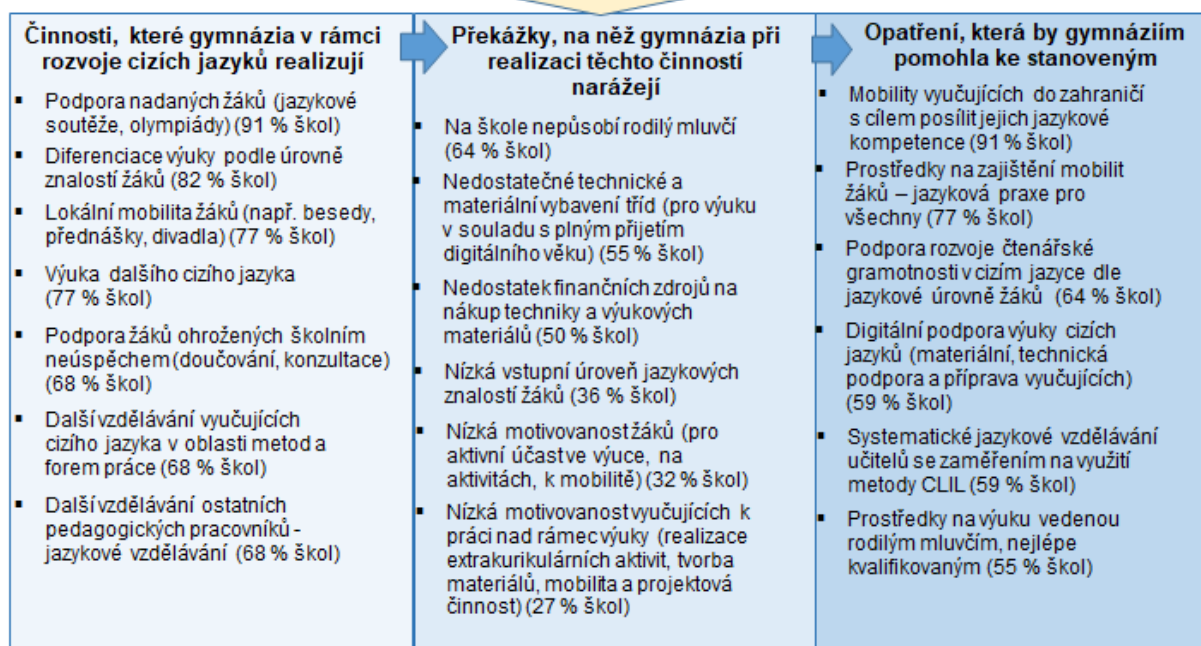 Činnosti, které gymnázia v rámci
rozvoje cizích jazyků realizují
▪ Podpora nadaných žáků (jazykové
soutěže, olympiády) (91 % škol)
▪ Diferenciace výuky podle úrovně
znalostí žáků (82 % škol)
▪ Lokální mobilita žáků (např. besedy,
přednášky, divadla) (77 % škol)
▪ Výuka dalšího cizího jazyka
(77 % škol)
▪ Podpora žáků ohrožených školním
neúspěchem (doučování, konzultace)
(68 % škol)
▪ Další vzdělávání vyučujících
cizího jazyka v oblasti metod a
forem práce (68 % škol)
▪ Další vzdělávání ostatních
pedagogických pracovníků -
jazykové vzdělávání (68 % škol)
Překážky, na něž gymnázia při
realizaci těchto činností
narážejí
▪ Na škole nepůsobí rodilý mluvčí
(64 % škol)
▪ Nedostatečné technické a
materiální vybavení tříd (pro výuku
v souladu s plným přijetím
digitálního věku) (55 % škol)
▪ Nedostatek finančních zdrojů na
nákup techniky a výukových
materiálů (50 % škol)
▪ Nízká vstupní úroveň jazykových
znalostí žáků (36 % škol)
▪ Nízká motivovanost žáků (pro
aktivní účast ve výuce, na
aktivitách, k mobilitě) (32 % škol)
▪ Nízká motivovanost vyučujících k
práci nad rámec výuky (realizace
extrakurikulárních aktivit, tvorba
materiálů, mobilita a projektová
činnost) (27 % škol)
Opatření, která by gymnáziím
pomohla ke stanoveným
▪ Mobility vyučujících do zahraničí
s cílem posílit jejich jazykové
kompetence (91 % škol)
▪ Prostředky na zajištění mobilit
žáků – jazyková praxe pro
všechny (77 % škol)
▪ Podpora rozvoje čtenářské
gramotnosti v cizím jazyce dle
jazykové úrovně žáků (64 % škol)
▪ Digitální podpora výuky cizích
jazyků (materiální, technická
podpora a příprava vyučujících)
(59 % škol)
▪ Systematické jazykové vzdělávání
učitelů se zaměřením na využití
metody CLIL (59 % škol)
▪ Prostředky na výuku vedenou
rodilým mluvčím, nejlépe
kvalifikovaným (55 % škol)